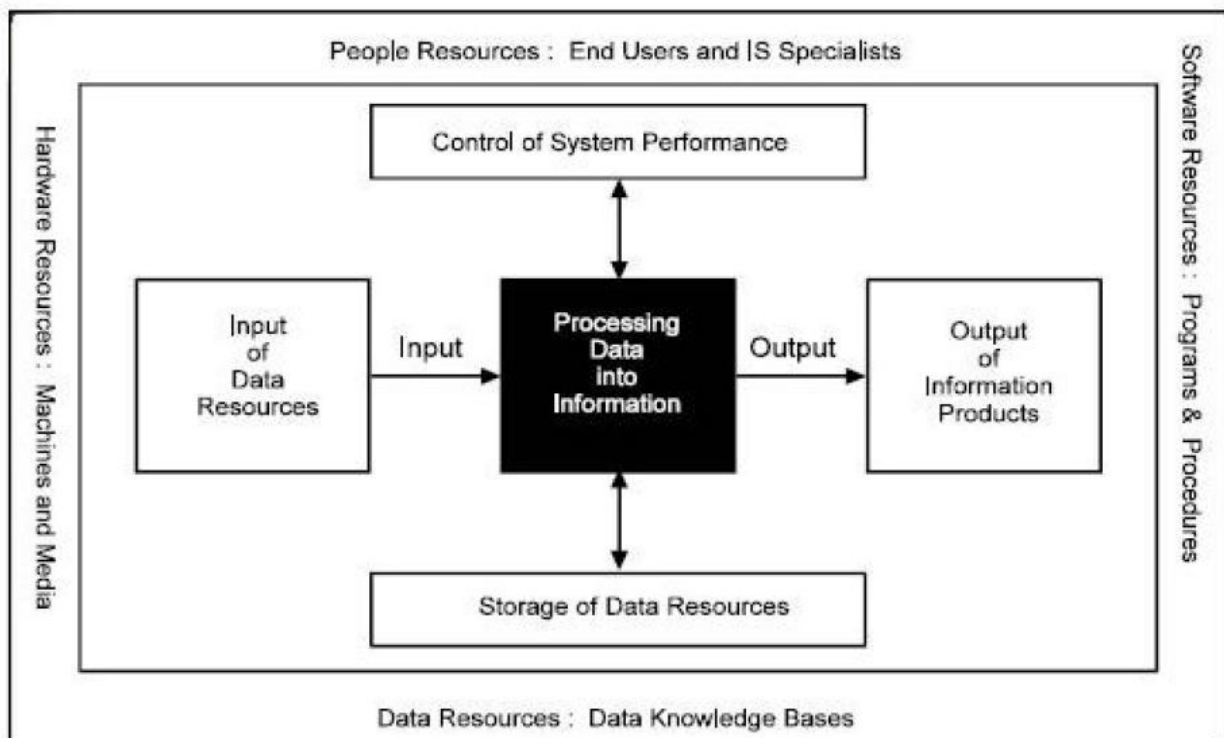 People Resources : End Users and IS Specialists
Hardware Resources : Machines and Media
Software Resources : Programs & Procedures
Control of System Performance
Input
of
Data
Resources
Input
Processing
Data
into
Information
Output
Output
of
Information
Products
Storage of Data Resources
Data Resources : Data Knowledge Bases